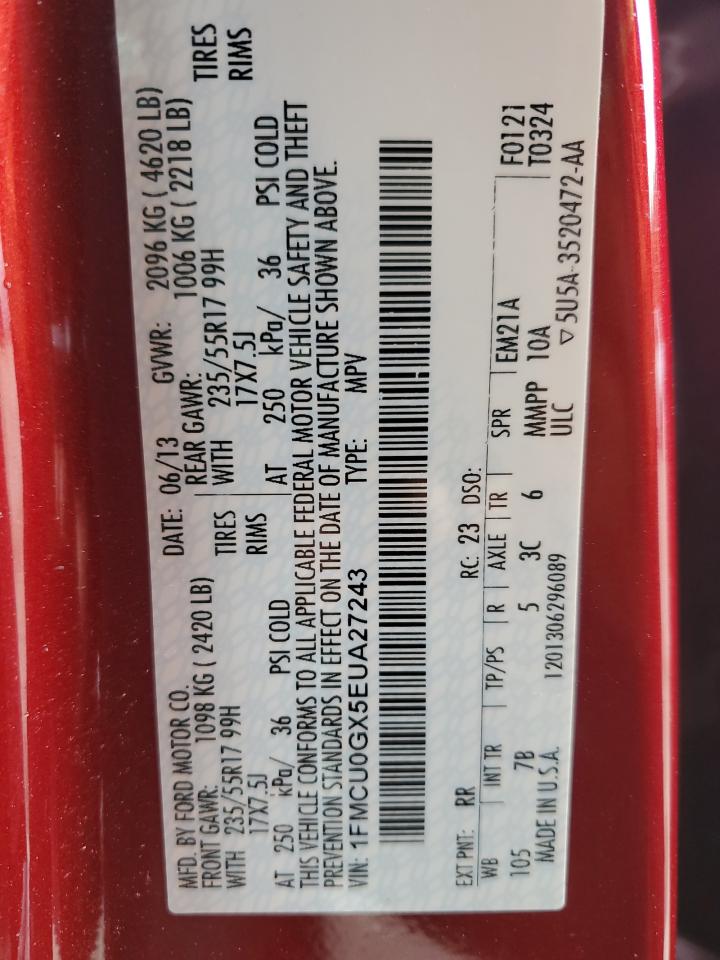 MFD. BY FORD MOTOR CO. DATE: 06/13 GVWR: 2096 KG ( 4620 LB)
FRONT GAWR: 1098 KG ( 2420 LB) REAR GAWR: 1006 KG ( 2218 LB)
WITH 235/55R17 99H TIRES WITH 235/55R17 99H TIRES
17X7.5J RIMS 17X7.5J RIMS
AT 250 kPa/ 36 PSI COLD AT 250 kPa/ 36 PSI COLD
THIS VEHICLE CONFORMS TO ALL APPLICABLE FEDERAL MOTOR VEHICLE SAFETY AND THEFT
PREVENTION STANDARDS IN EFFECT ON THE DATE OF MANUFACTURE SHOWN ABOVE.
VIN: 1FMCU0GX5EUA27243 TYPE: MPV
EXT PNT: RR RC: 23 DSO: F0121
WB INT TR TP/PS R AXLE TR SPR EM21A T0324
105 7B 5 3C 6 MMPP 10A
MADE IN U.S.A. 1201306296089 ULC ▽5U5A-3520472-AA